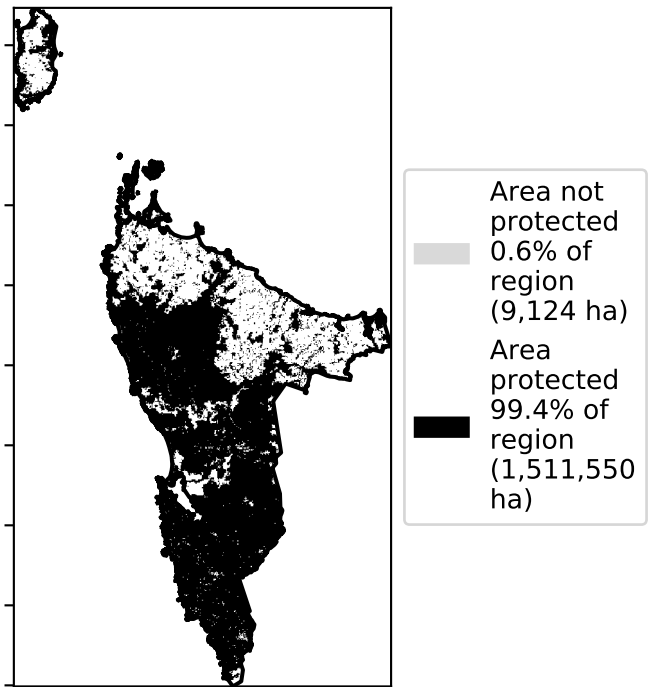 Area not
protected
0.6% of
region
(9,124 ha)
Area
protected
99.4% of
region
(1,511,550
ha)